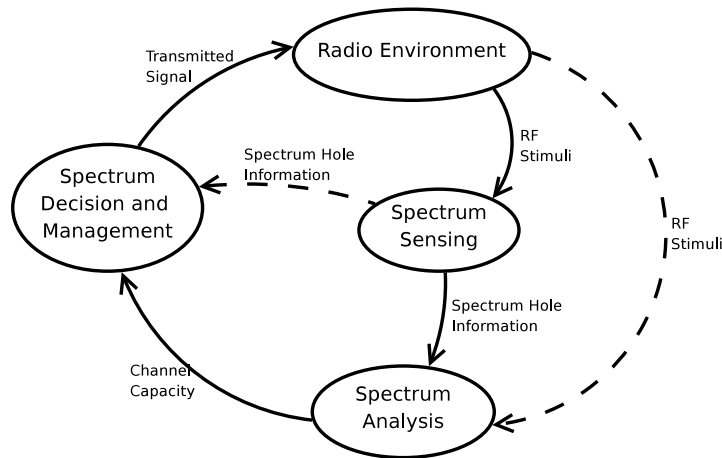 Radio Environment
Transmitted
Signal
RF
Stimuli
Spectrum Hole
Information
Spectrum
Decision and
Management
Spectrum
Sensing
RF
Stimuli
Spectrum Hole
Information
Channel
Capacity
Spectrum
Analysis